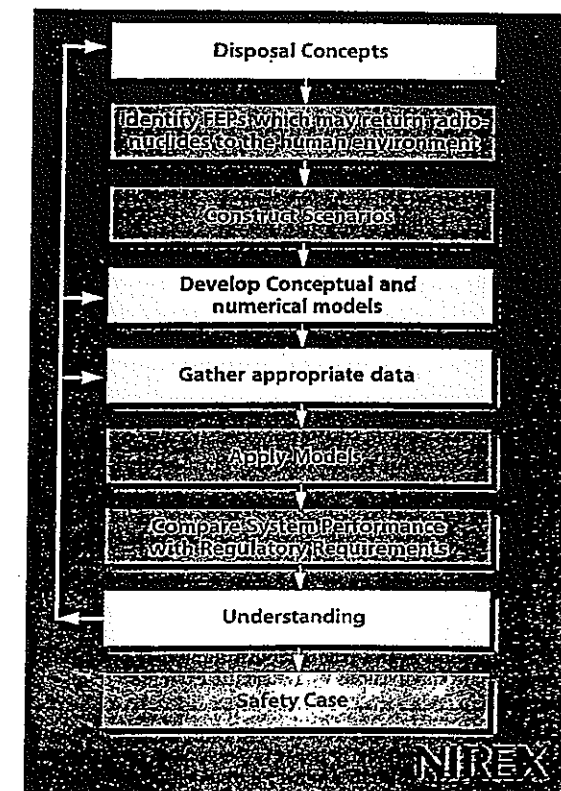 Disposal Concepts
Identify FEPs which may return radio-
nuclides to the human environment
Construct Scenarios
Develop Conceptual and
numerical models
Gather appropriate data
Apply Models
Compare System Performance
with Regulatory Requirements
Understanding
Safety Case
NIREX